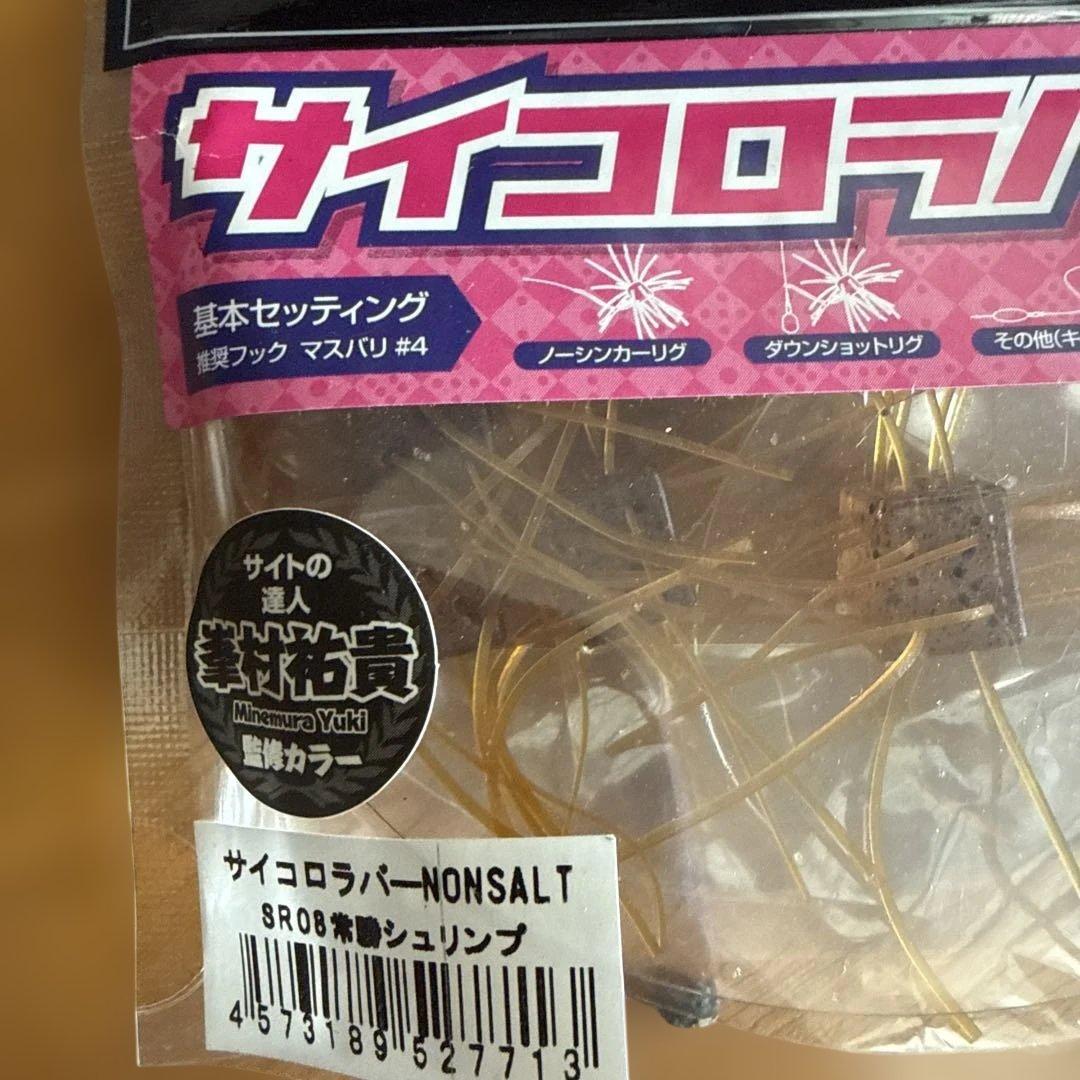 サイコロラバ
基本セッティング
推奨フック マスバリ #4
ノーシンカーリグ
ダウンショットリグ
その他(キ
サイトの
達人
峯村祐貴
Minemura Yuki
監修カラー
サイコロラバーNONSALT
SR08常勝シュリンプ
4573189527713